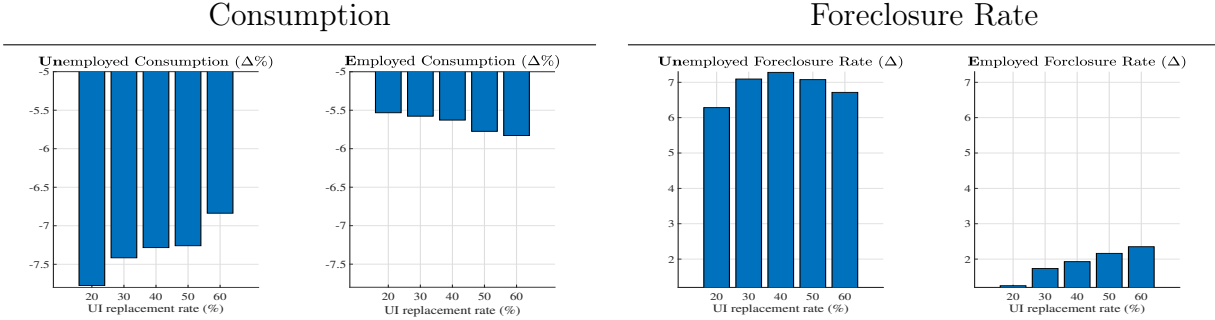 Consumption
Foreclosure Rate
Unemployed Consumption (Δ%)
-5
-5.5
-6
-6.5
-7
-7.5
20 30 40 50 60
UI replacement rate (%)
Employed Consumption (Δ%)
-5
-5.5
-6
-6.5
-7
-7.5
20 30 40 50 60
UI replacement rate (%)
Unemployed Foreclosure Rate (Δ)
7
6
5
4
3
2
20 30 40 50 60
UI replacement rate (%)
Employed Forclosure Rate (Δ)
7
6
5
4
3
2
20 30 40 50 60
UI replacement rate (%)